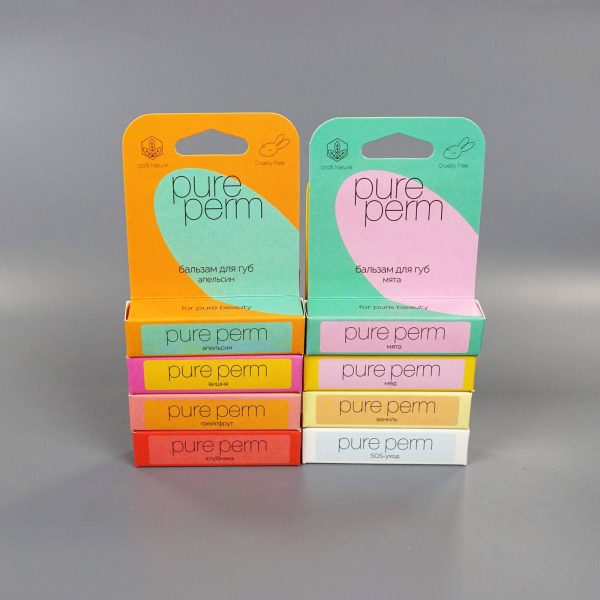 100% Natural
Cruelty Free
pure
perm
бальзам для губ
апельсин
for pure beauty
pure perm
апельсин
pure perm
вишня
pure perm
грейпфрут
pure perm
клубника
100% Natural
Cruelty Free
pure
perm
бальзам для губ
мята
for pure beauty
pure perm
мята
pure perm
мёд
pure perm
ваниль
pure perm
SOS-уход